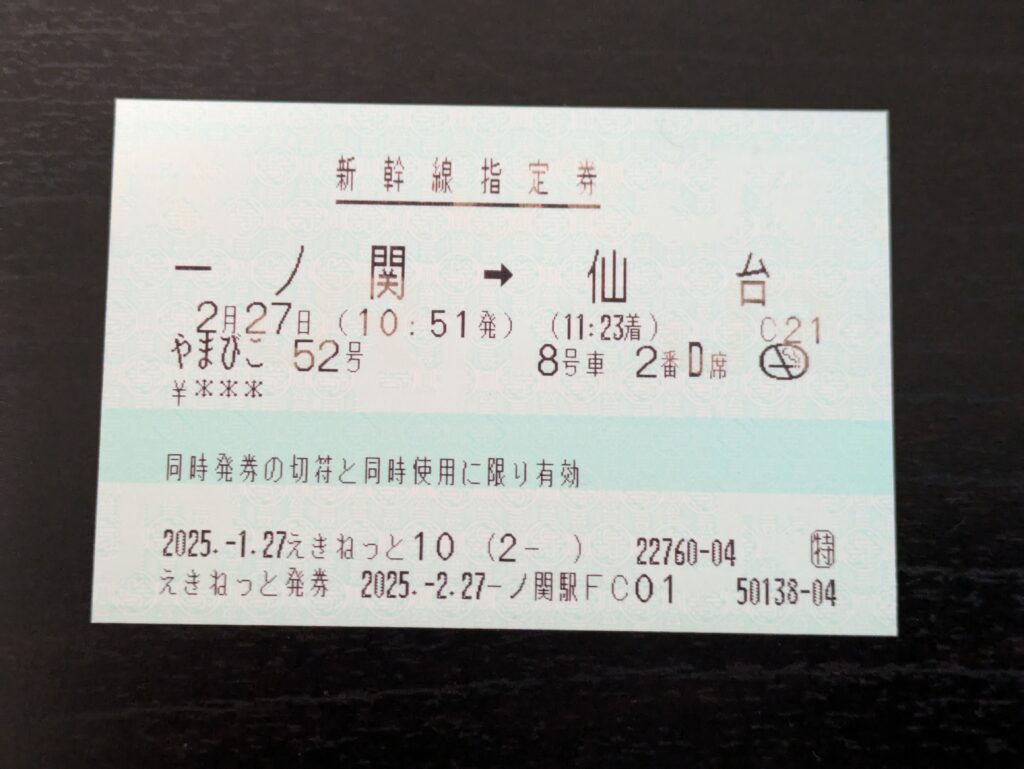 新幹線指定券
一ノ関 ➡ 仙台
2月27日 (10:51発) (11:23着) C21
やまびこ 52号 8号車 2番D席
¥***
同時発券の切符と同時使用に限り有効
2025.-1.27えきねっと10 (2- ) 22760-04 ㊕
えきねっと発券 2025.-2.27一ノ関駅FC01 50138-04